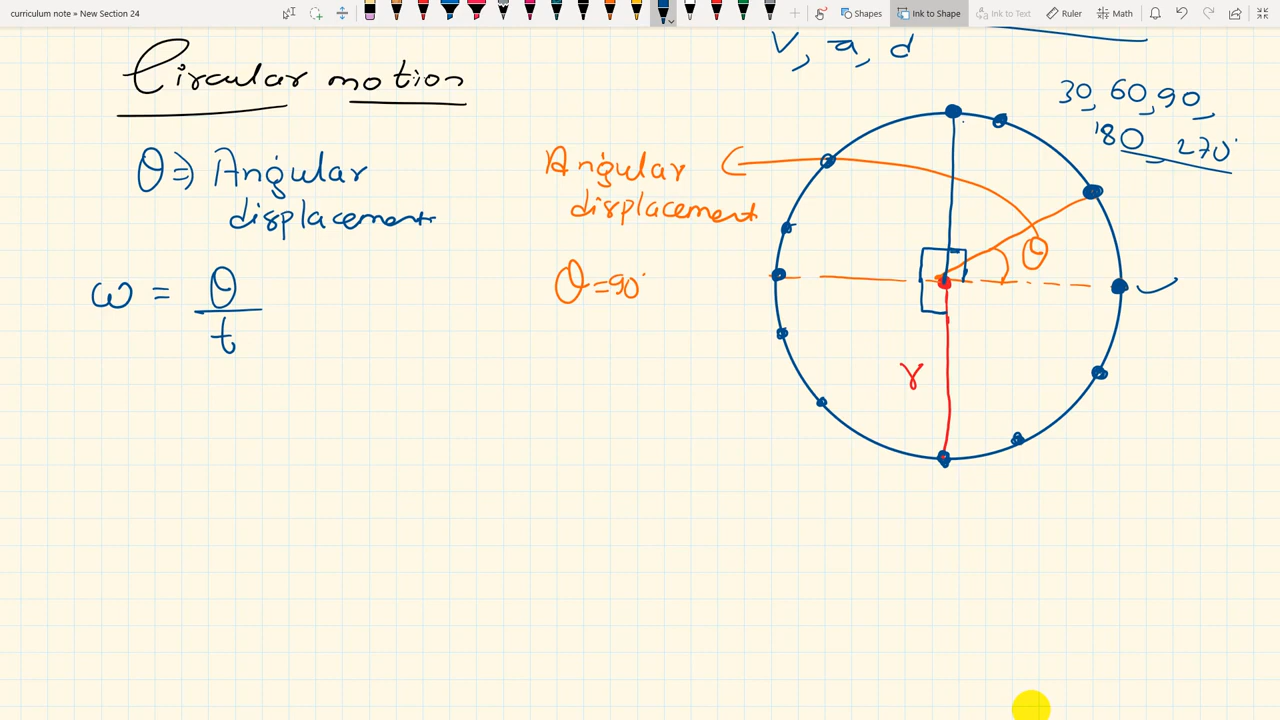 curriculum note » New Section 24
Shapes
Ink to Shape
Ink to Text
Ruler
Math
V, a, d
Circular motion
30, 60, 90,
180, 270°
θ ⇒ Angular
displacement
Angular
displacement
θ
ω = θ / t
θ = 90°
r